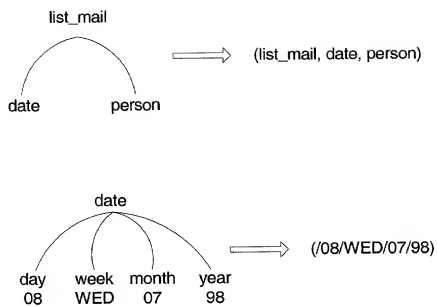 list_mail
(list_mail, date, person)
date person
date
(/08/WED/07/98)
day week month year
08 WED 07 98